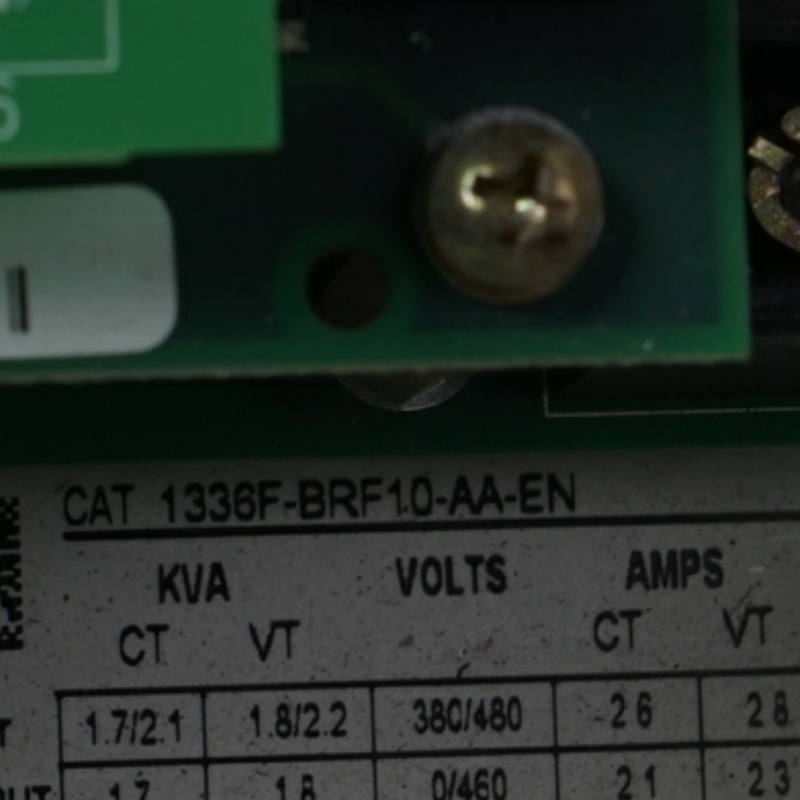 CAT 1336F-BRF10-AA-EN
KVA VOLTS AMPS
CT VT CT VT
1.7/2.1 1.8/2.2 380/480 2.6 2.8
1.7 1.8 0/460 2.1 2.3